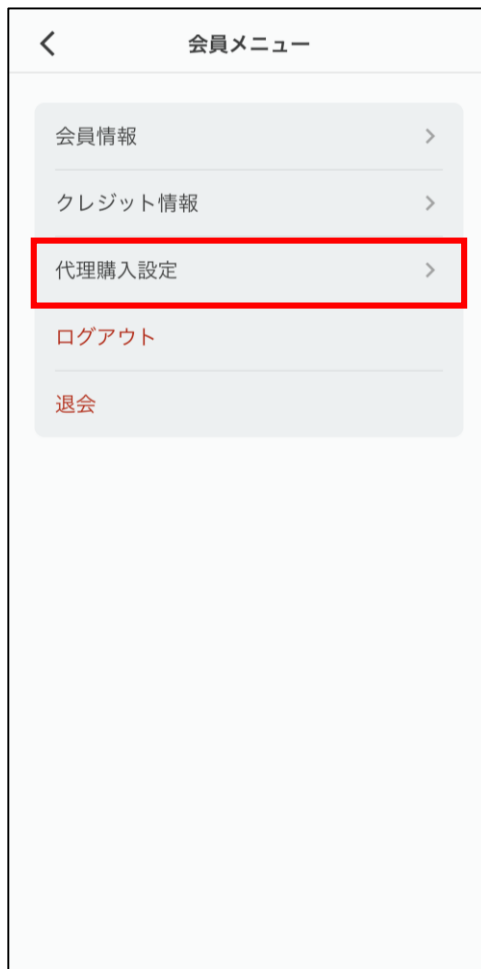 会員メニュー
会員情報
クレジット情報
代理購入設定
ログアウト
退会